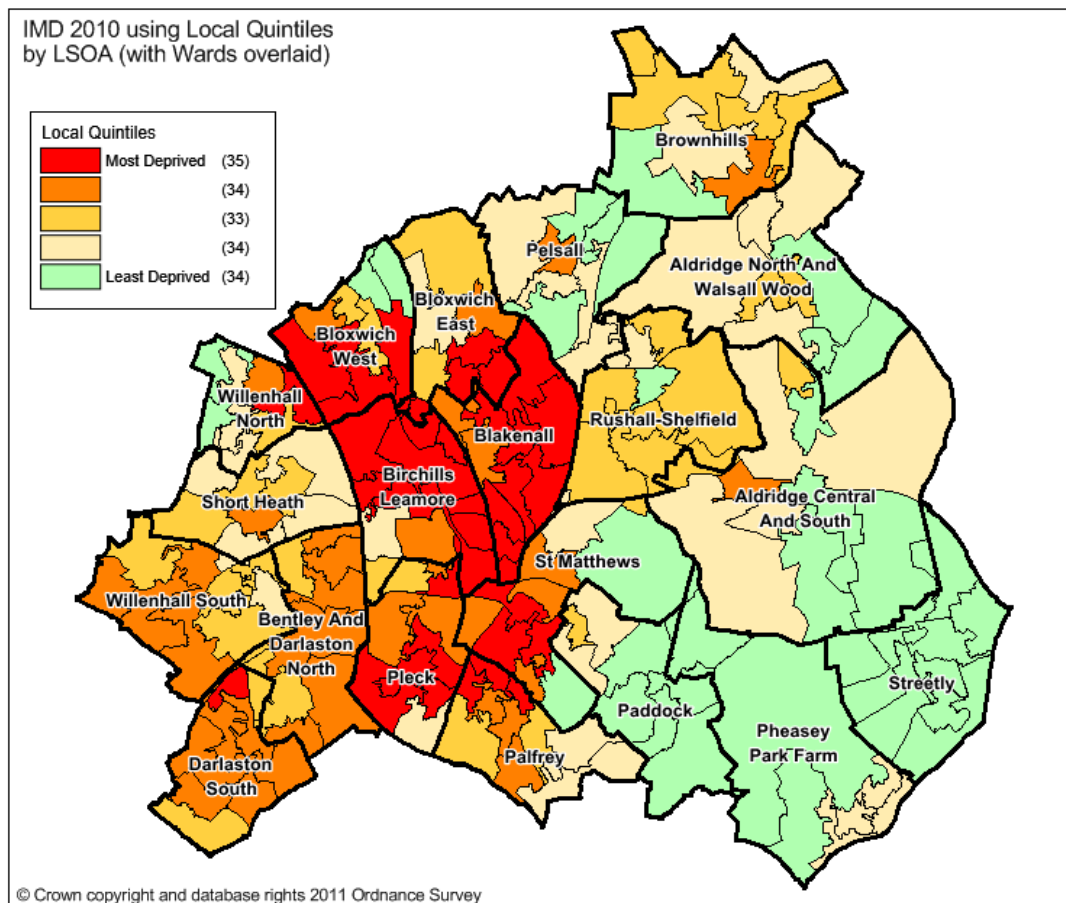 IMD 2010 using Local Quintiles
by LSOA (with Wards overlaid)
Local Quintiles
Most Deprived (35)
(34)
(33)
(34)
Least Deprived (34)
Brownhills
Pelsall
Aldridge North And
Walsall Wood
Bloxwich
East
Bloxwich
West
Willenhall
North
Blakenall
Rushall-Shelfield
Birchills
Leamore
Short Heath
Aldridge Central
And South
St Matthews
Willenhall South
Bentley And
Darlaston
North
Pleck
Paddock
Streetly
Pheasey
Park Farm
Palfrey
Darlaston
South
© Crown copyright and database rights 2011 Ordnance Survey